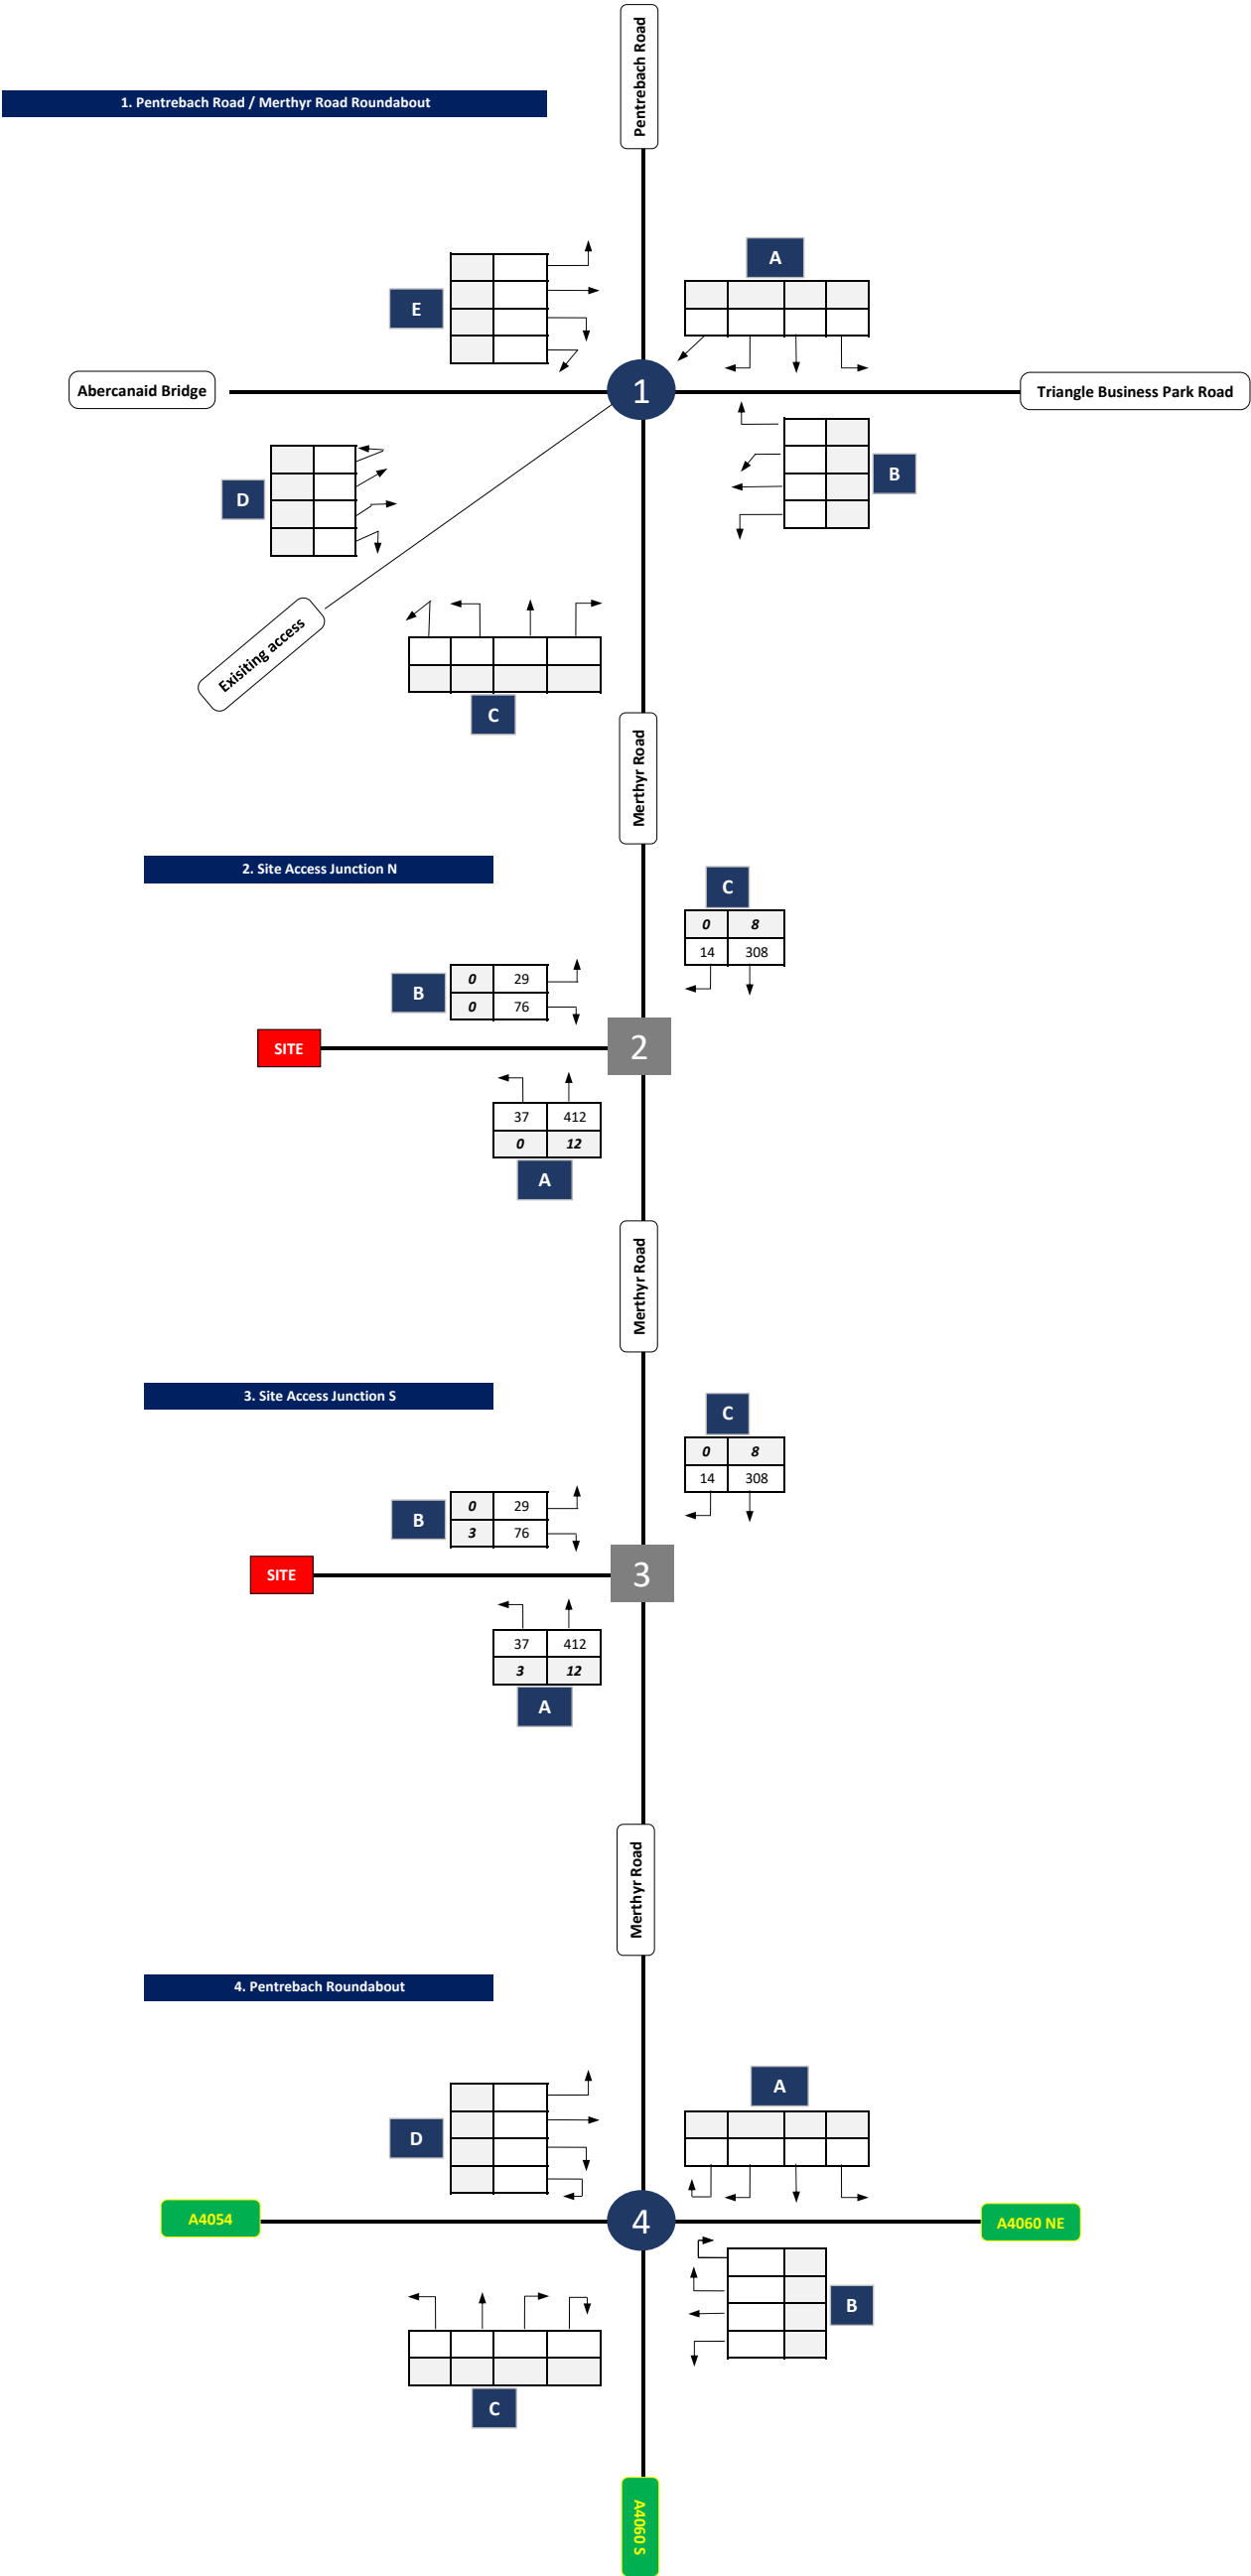 Pentrebach Road
1. Pentrebach Road / Merthyr Road Roundabout
A
E
Abercanaid Bridge
1
Triangle Business Park Road
B
D
Exisiting access
C
Merthyr Road
2. Site Access Junction N
C
0 8
14 308
B
0 29
0 76
SITE
2
37 412
0 12
A
Merthyr Road
3. Site Access Junction S
C
0 8
14 308
B
0 29
3 76
SITE
3
37 412
3 12
A
Merthyr Road
4. Pentrebach Roundabout
A
D
A4054
4
A4060 NE
B
C
A4060 S